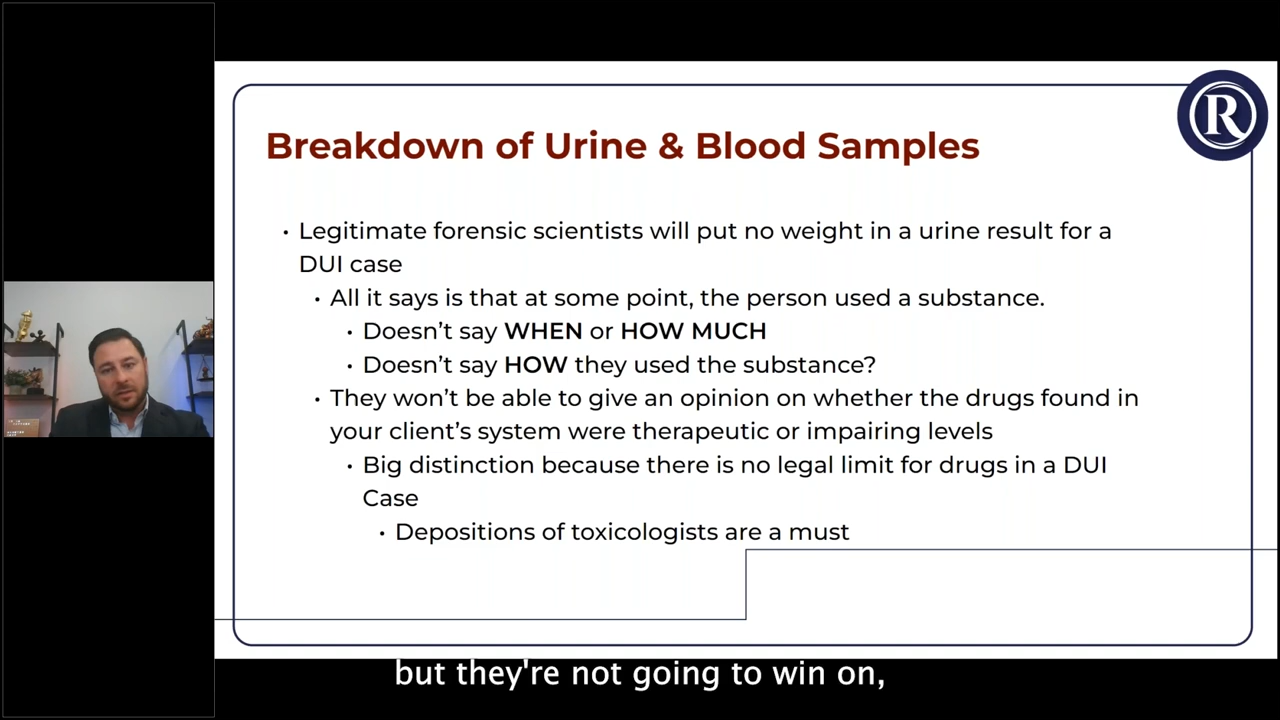 Breakdown of Urine & Blood Samples
R
• Legitimate forensic scientists will put no weight in a urine result for a
DUI case
• All it says is that at some point, the person used a substance.
• Doesn't say WHEN or HOW MUCH
• Doesn't say HOW they used the substance?
• They won't be able to give an opinion on whether the drugs found in
your client's system were therapeutic or impairing levels
• Big distinction because there is no legal limit for drugs in a DUI
Case
• Depositions of toxicologists are a must
but they're not going to win on,